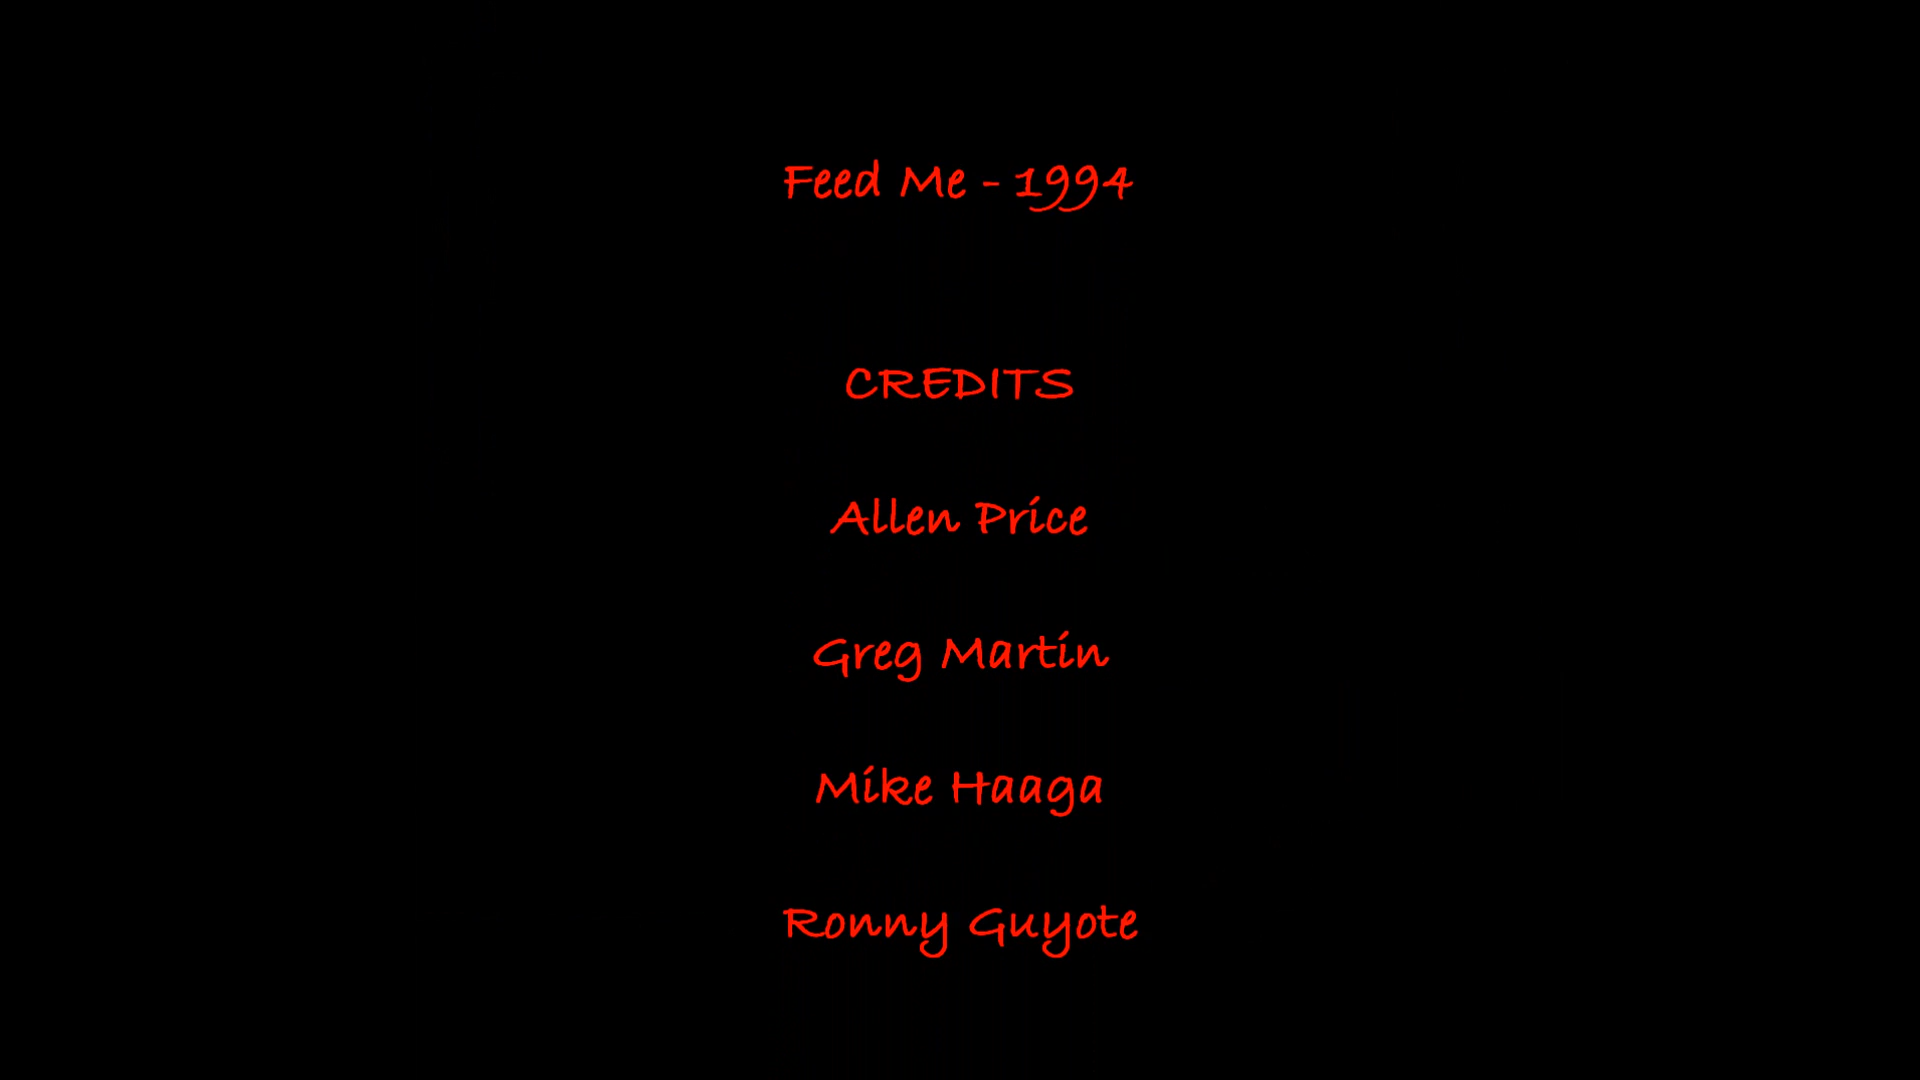 Feed Me - 1994
CREDITS
Allen Price
Greg Martin
Mike Haaga
Ronny Guyote